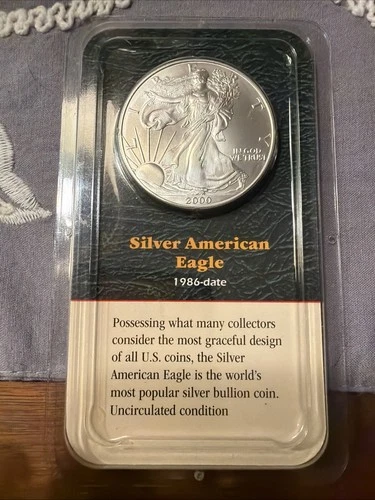 LIBERTY
IN GOD
WE TRUST
2000
Silver American
Eagle
1986-date
Possessing what many collectors
consider the most graceful design
of all U.S. coins, the Silver
American Eagle is the world's
most popular silver bullion coin.
Uncirculated condition